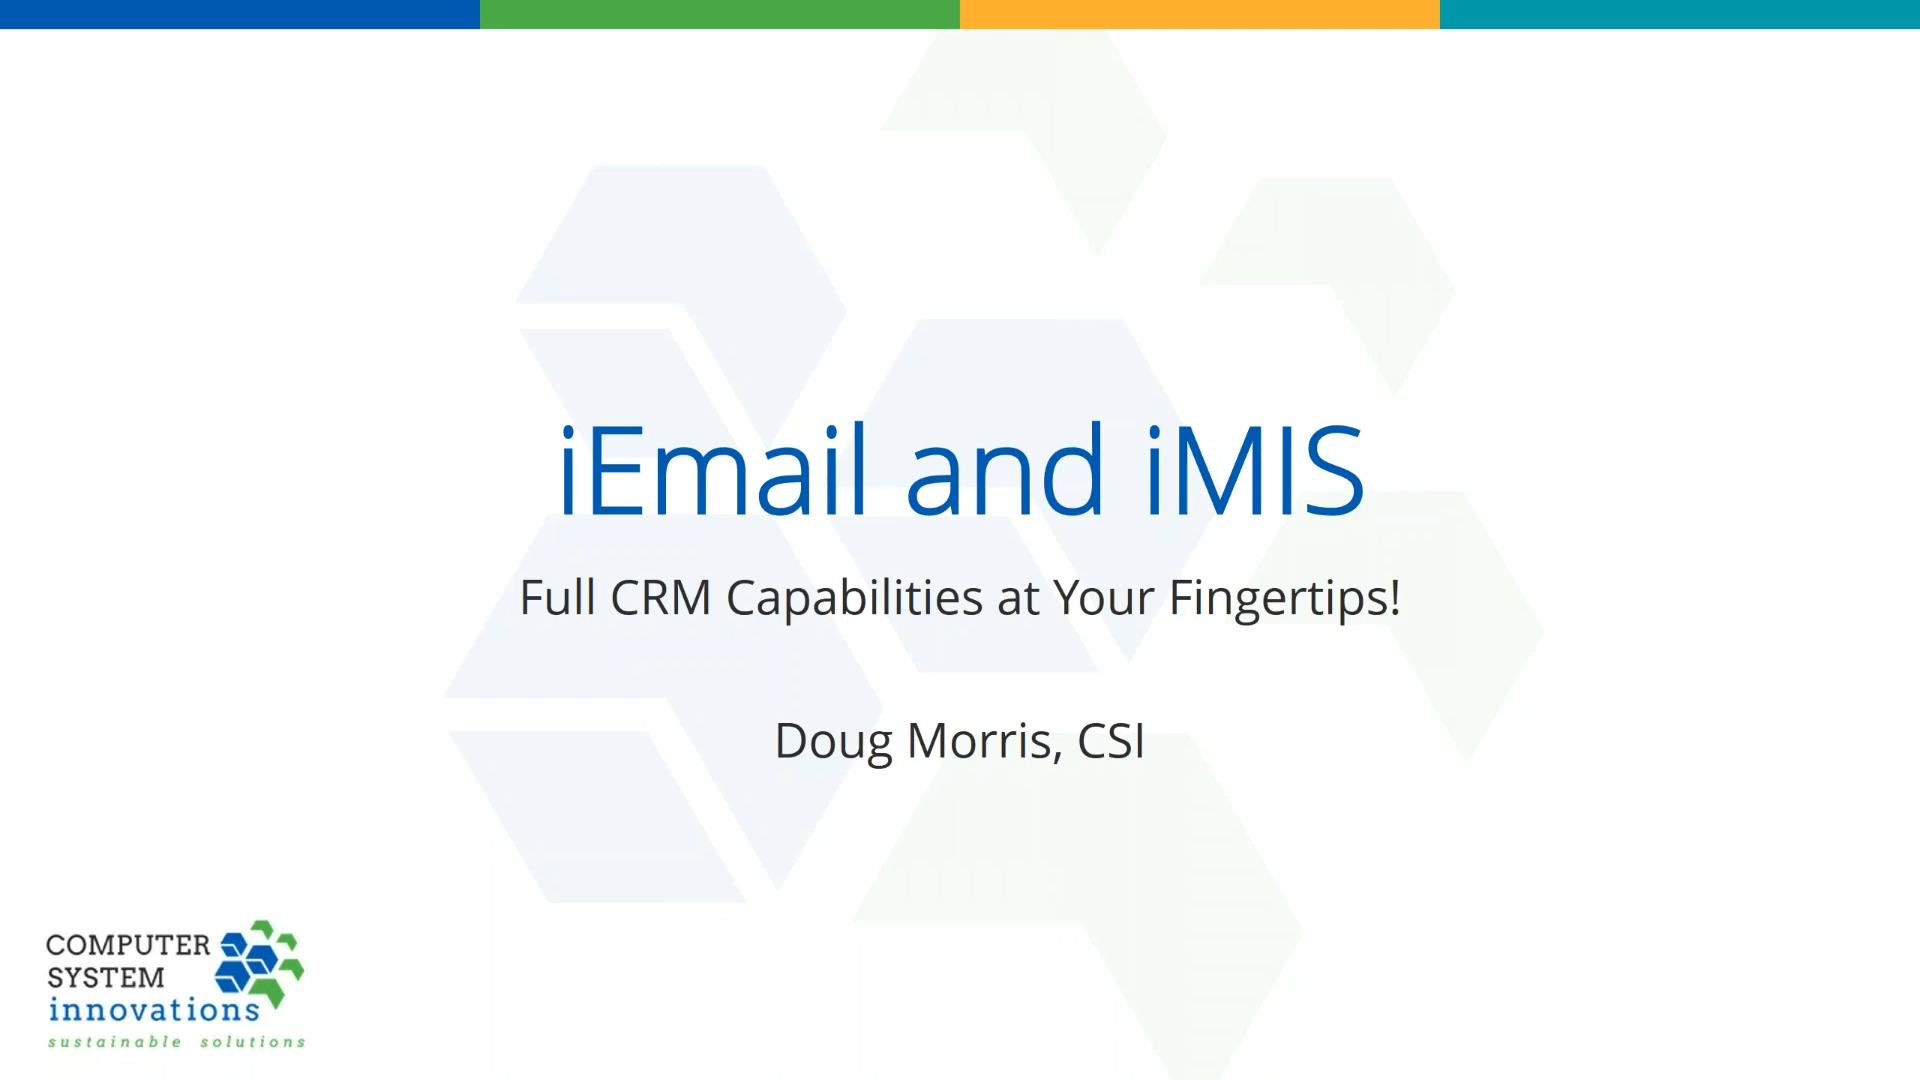 iEmail and iMIS
Full CRM Capabilities at Your Fingertips!
Doug Morris, CSI
COMPUTER
SYSTEM
innovations
sustainable solutions